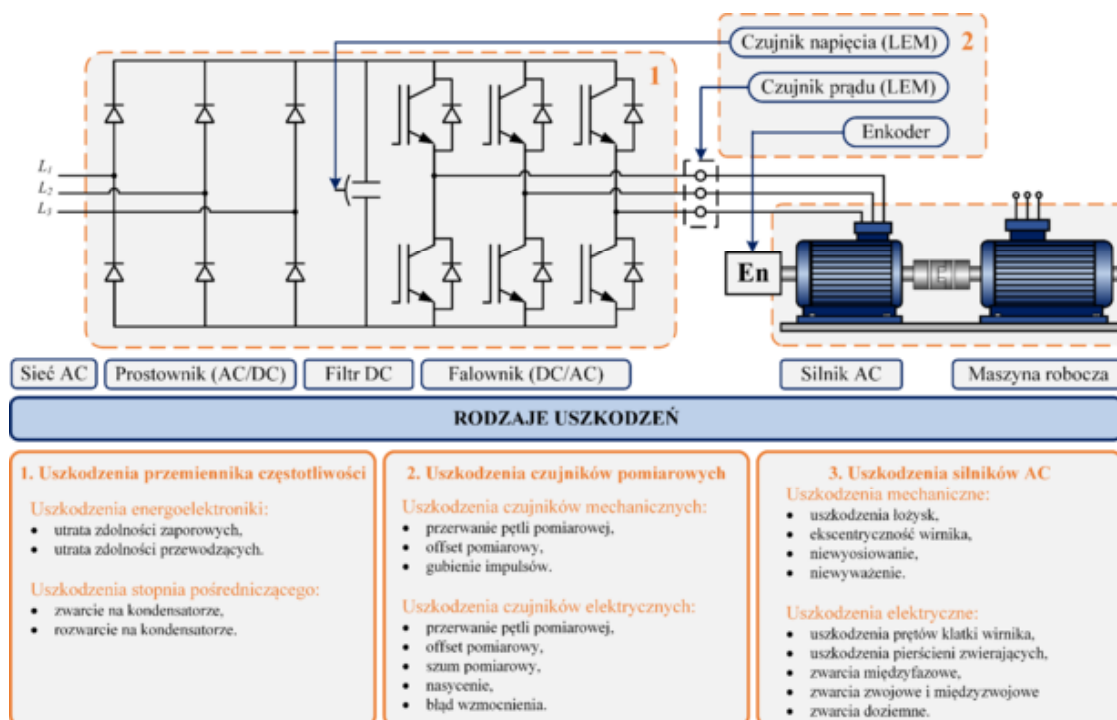 Czujnik napięcia (LEM)
2
1
Czujnik prądu (LEM)
Enkoder
L1
L2
L3
En
Sieć AC
Prostownik (AC/DC)
Filtr DC
Falownik (DC/AC)
Silnik AC
Maszyna robocza
RODZAJE USZKODZEŃ
1. Uszkodzenia przemiennika częstotliwości
Uszkodzenia energoelektroniki:
• utrata zdolności zaporowych,
• utrata zdolności przewodzących.
Uszkodzenia stopnia pośredniczącego:
• zwarcie na kondensatorze,
• rozwarcie na kondensatorze.
2. Uszkodzenia czujników pomiarowych
Uszkodzenia czujników mechanicznych:
• przerwanie pętli pomiarowej,
• offset pomiarowy,
• gubienie impulsów.
Uszkodzenia czujników elektrycznych:
• przerwanie pętli pomiarowej,
• offset pomiarowy,
• szum pomiarowy,
• nasycenie,
• błąd wzmocnienia.
3. Uszkodzenia silników AC
Uszkodzenia mechaniczne:
• uszkodzenia łożysk,
• ekscentryczność wirnika,
• niewyosiowanie,
• niewyważenie.
Uszkodzenia elektryczne:
• uszkodzenia prętów klatki wirnika,
• uszkodzenia pierścieni zwierających,
• zwarcia międzyfazowe,
• zwarcia zwojowe i międzyzwojowe
• zwarcia doziemne.